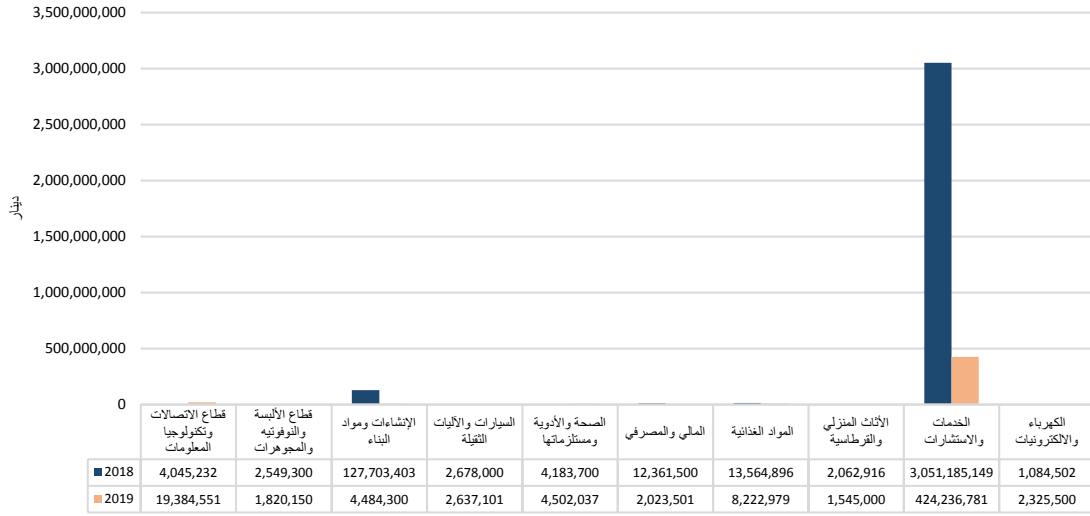 3,500,000,000
3,000,000,000
2,500,000,000
2,000,000,000
1,500,000,000
1,000,000,000
500,000,000
0
دينار
قطاع الاتصالات
وتكنولوجيا
المعلومات
قطاع الألبسة
والنوفوتيه
والمجوهرات
الإنشاءات ومواد
البناء
السيارات والآليات
الثقيلة
الصحة والأدوية
ومستلزماتها
المالي والمصرفي
المواد الغذائية
الأثاث المنزلي
والقرطاسية
الخدمات
والاستشارات
الكهرباء
والالكترونيات
2018 4,045,232 2,549,300 127,703,403 2,678,000 4,183,700 12,361,500 13,564,896 2,062,916 3,051,185,149 1,084,502
2019 19,384,551 1,820,150 4,484,300 2,637,101 4,502,037 2,023,501 8,222,979 1,545,000 424,236,781 2,325,500